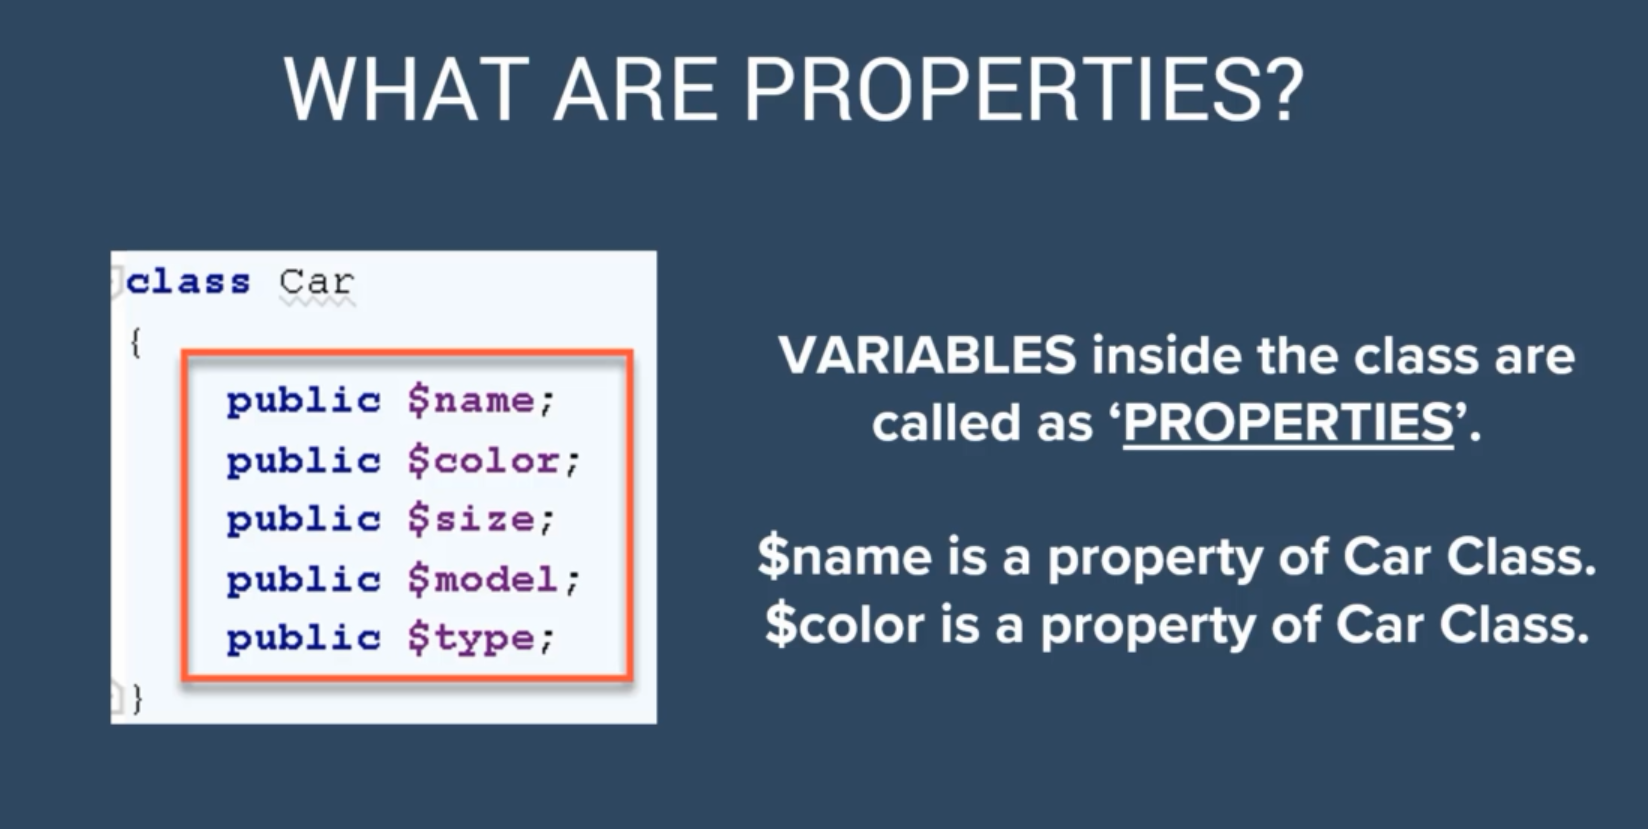 WHAT ARE PROPERTIES?
class Car
{
public $name;
public $color;
public $size;
public $model;
public $type;
}
VARIABLES inside the class are
called as ‘PROPERTIES’.
$name is a property of Car Class.
$color is a property of Car Class.